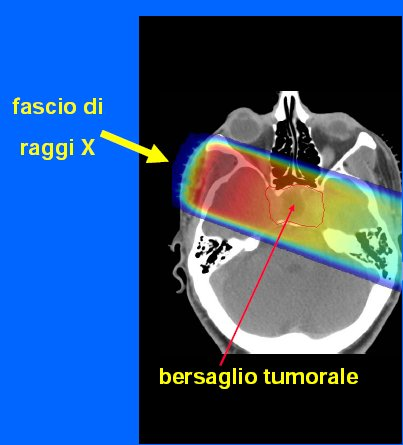 fascio di
raggi X
bersaglio tumorale